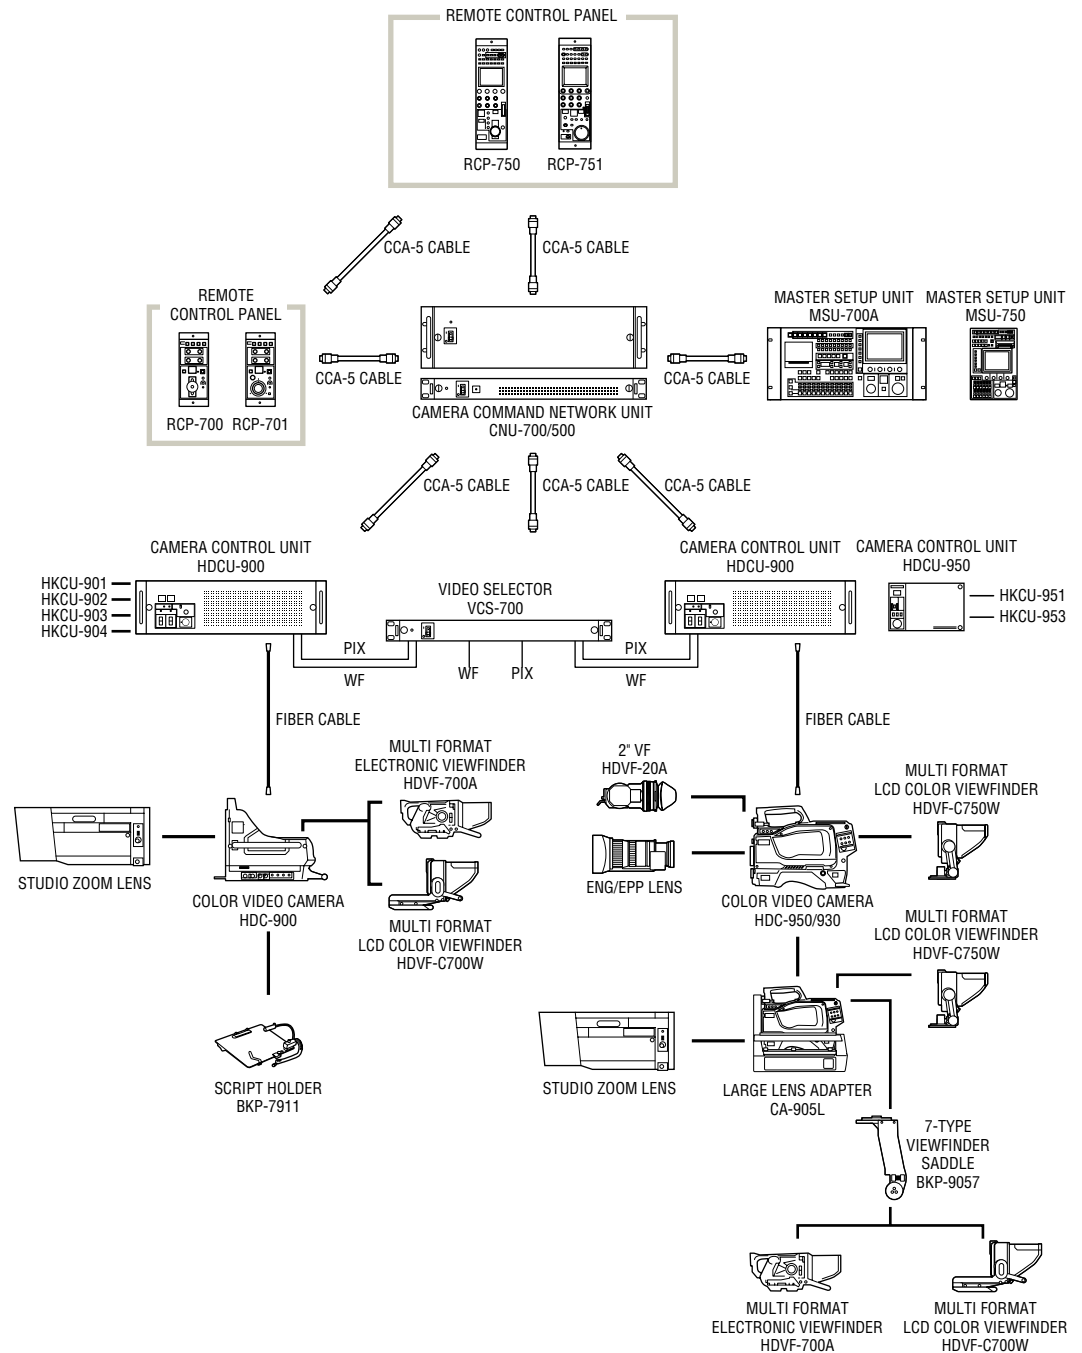 REMOTE CONTROL PANEL
RCP-750
RCP-751
CCA-5 CABLE
CCA-5 CABLE
REMOTE
CONTROL PANEL
RCP-700
RCP-701
CCA-5 CABLE
CAMERA COMMAND NETWORK UNIT
CNU-700/500
CCA-5 CABLE
MASTER SETUP UNIT
MSU-700A
MASTER SETUP UNIT
MSU-750
CCA-5 CABLE
CCA-5 CABLE
CCA-5 CABLE
CAMERA CONTROL UNIT
HDCU-900
HKCU-901
HKCU-902
HKCU-903
HKCU-904
VIDEO SELECTOR
VCS-700
CAMERA CONTROL UNIT
HDCU-900
CAMERA CONTROL UNIT
HDCU-950
HKCU-951
HKCU-953
PIX
WF
WF
PIX
PIX
WF
FIBER CABLE
FIBER CABLE
MULTI FORMAT
ELECTRONIC VIEWFINDER
HDVF-700A
2" VF
HDVF-20A
MULTI FORMAT
LCD COLOR VIEWFINDER
HDVF-C750W
STUDIO ZOOM LENS
COLOR VIDEO CAMERA
HDC-900
MULTI FORMAT
LCD COLOR VIEWFINDER
HDVF-C700W
ENG/EPP LENS
COLOR VIDEO CAMERA
HDC-950/930
MULTI FORMAT
LCD COLOR VIEWFINDER
HDVF-C750W
SCRIPT HOLDER
BKP-7911
STUDIO ZOOM LENS
LARGE LENS ADAPTER
CA-905L
7-TYPE
VIEWFINDER
SADDLE
BKP-9057
MULTI FORMAT
ELECTRONIC VIEWFINDER
HDVF-700A
MULTI FORMAT
LCD COLOR VIEWFINDER
HDVF-C700W